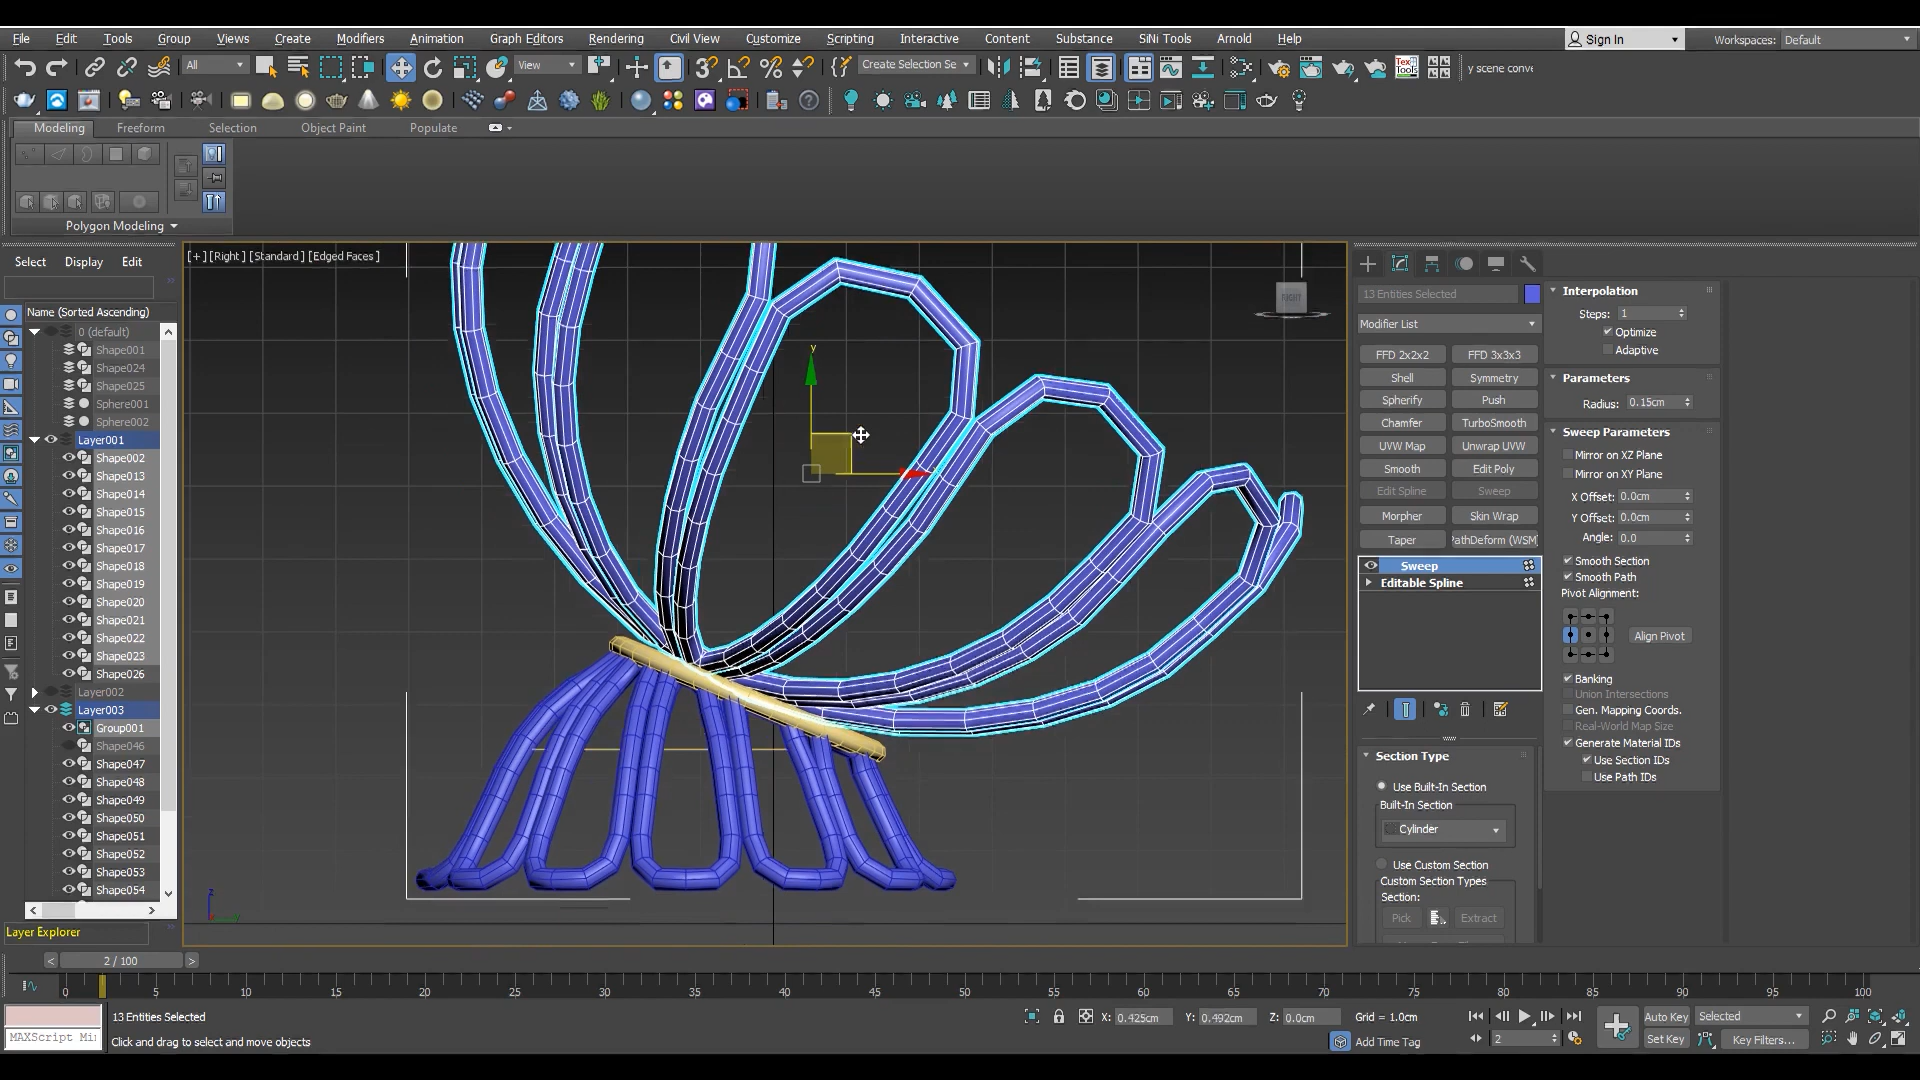 File Edit Tools Group Views Create Modifiers Animation Graph Editors Rendering Civil View Customize Scripting Interactive Content Substance SiNi Tools Arnold Help
Sign In
Workspaces: Default
All
View
Create Selection Se
y scene conve
Modeling Freeform Selection Object Paint Populate
Polygon Modeling
Select Display Edit
Name (Sorted Ascending)
0 (default)
Shape001
Shape024
Shape025
Sphere001
Sphere002
Layer001
Shape002
Shape013
Shape014
Shape015
Shape016
Shape017
Shape018
Shape019
Shape020
Shape021
Shape022
Shape023
Shape026
Layer002
Layer003
Group001
Shape046
Shape047
Shape048
Shape049
Shape050
Shape051
Shape052
Shape053
Shape054
Layer Explorer
[+] [Right] [Standard] [Edged Faces]
RIGHT
y
z
13 Entities Selected
Modifier List
FFD 2x2x2 FFD 3x3x3
Shell Symmetry
Spherify Push
Chamfer TurboSmooth
UVW Map Unwrap UVW
Smooth Edit Poly
Edit Spline Sweep
Morpher Skin Wrap
Taper PathDeform (WSM)
Sweep
Editable Spline
Section Type
Use Built-In Section
Built-In Section
Cylinder
Use Custom Section
Custom Section Types
Section:
Pick Extract
Interpolation
Steps: 1
Optimize
Adaptive
Parameters
Radius: 0.15cm
Sweep Parameters
Mirror on XZ Plane
Mirror on XY Plane
X Offset: 0.0cm
Y Offset: 0.0cm
Angle: 0.0
Smooth Section
Smooth Path
Pivot Alignment:
Align Pivot
Banking
Union Intersections
Gen. Mapping Coords.
Real-World Map Size
Generate Material IDs
Use Section IDs
Use Path IDs
< 2 / 100 >
0 5 10 15 20 25 30 35 40 45 50 55 60 65 70 75 80 85 90 95 100
13 Entities Selected
X: 0.425cm Y: 0.492cm Z: 0.0cm Grid = 1.0cm
Auto Key Selected
MAXScript Mi
Click and drag to select and move objects
Add Time Tag
2
Set Key Key Filters...